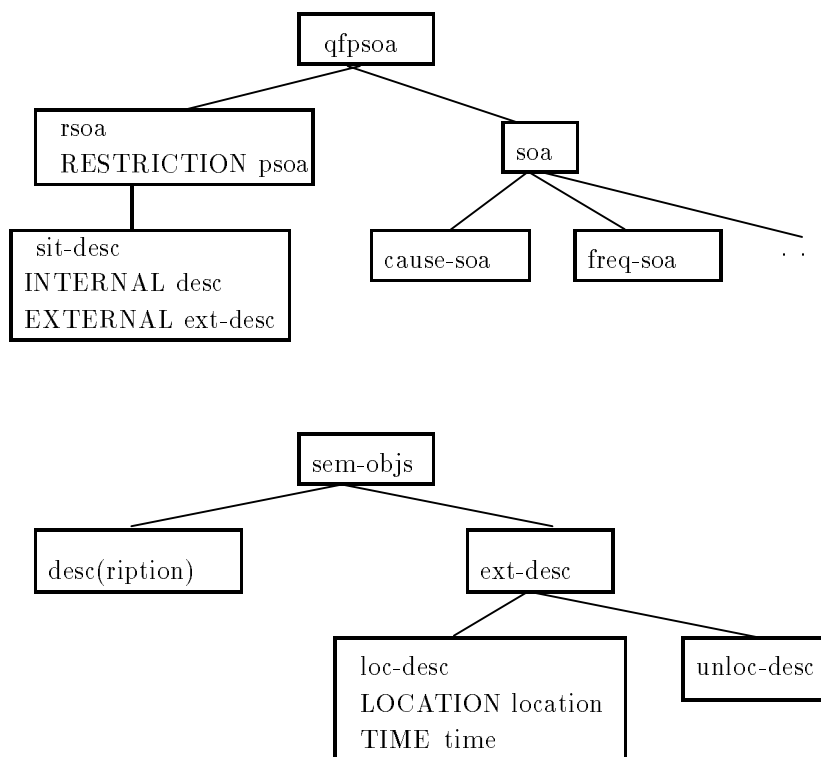 qfpsoa
rsoa
RESTRICTION psoa
soa
sit-desc
INTERNAL desc
EXTERNAL ext-desc
cause-soa
freq-soa
. .
sem-objs
desc(ription)
ext-desc
loc-desc
LOCATION location
TIME time
unloc-desc